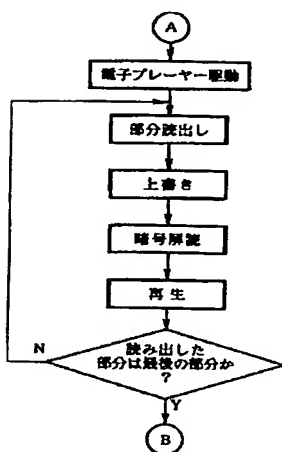 A
電子プレーヤー駆動
部分読出し
上書き
暗号解読
再生
読み出した
部分は最後の部分か
?
N
Y
B